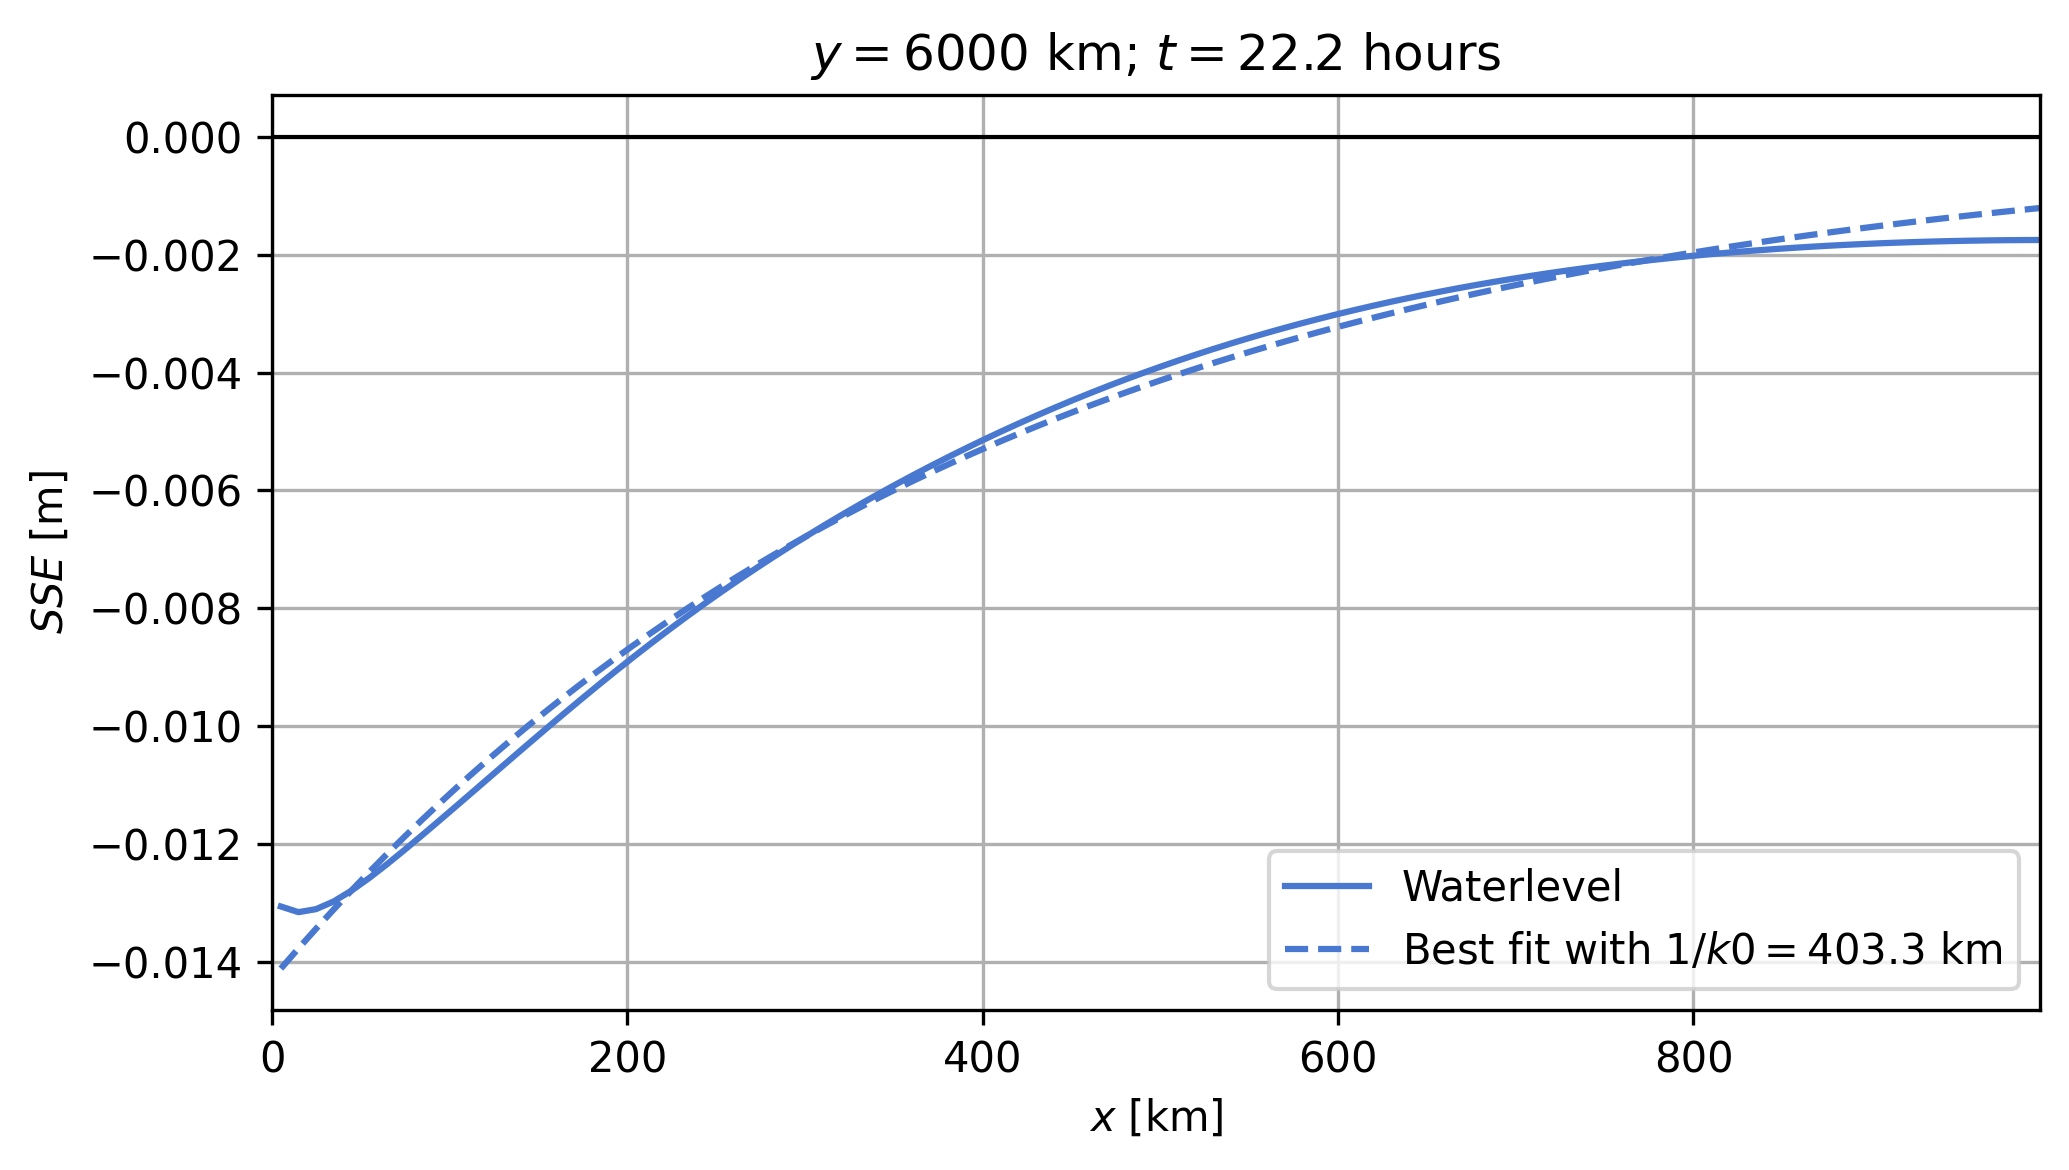 y = 6000 km; t = 22.2 hours
0.000
−0.002
−0.004
−0.006
−0.008
−0.010
−0.012
−0.014
SSE [m]
Waterlevel
Best fit with 1/k0 = 403.3 km
0 200 400 600 800
x [km]